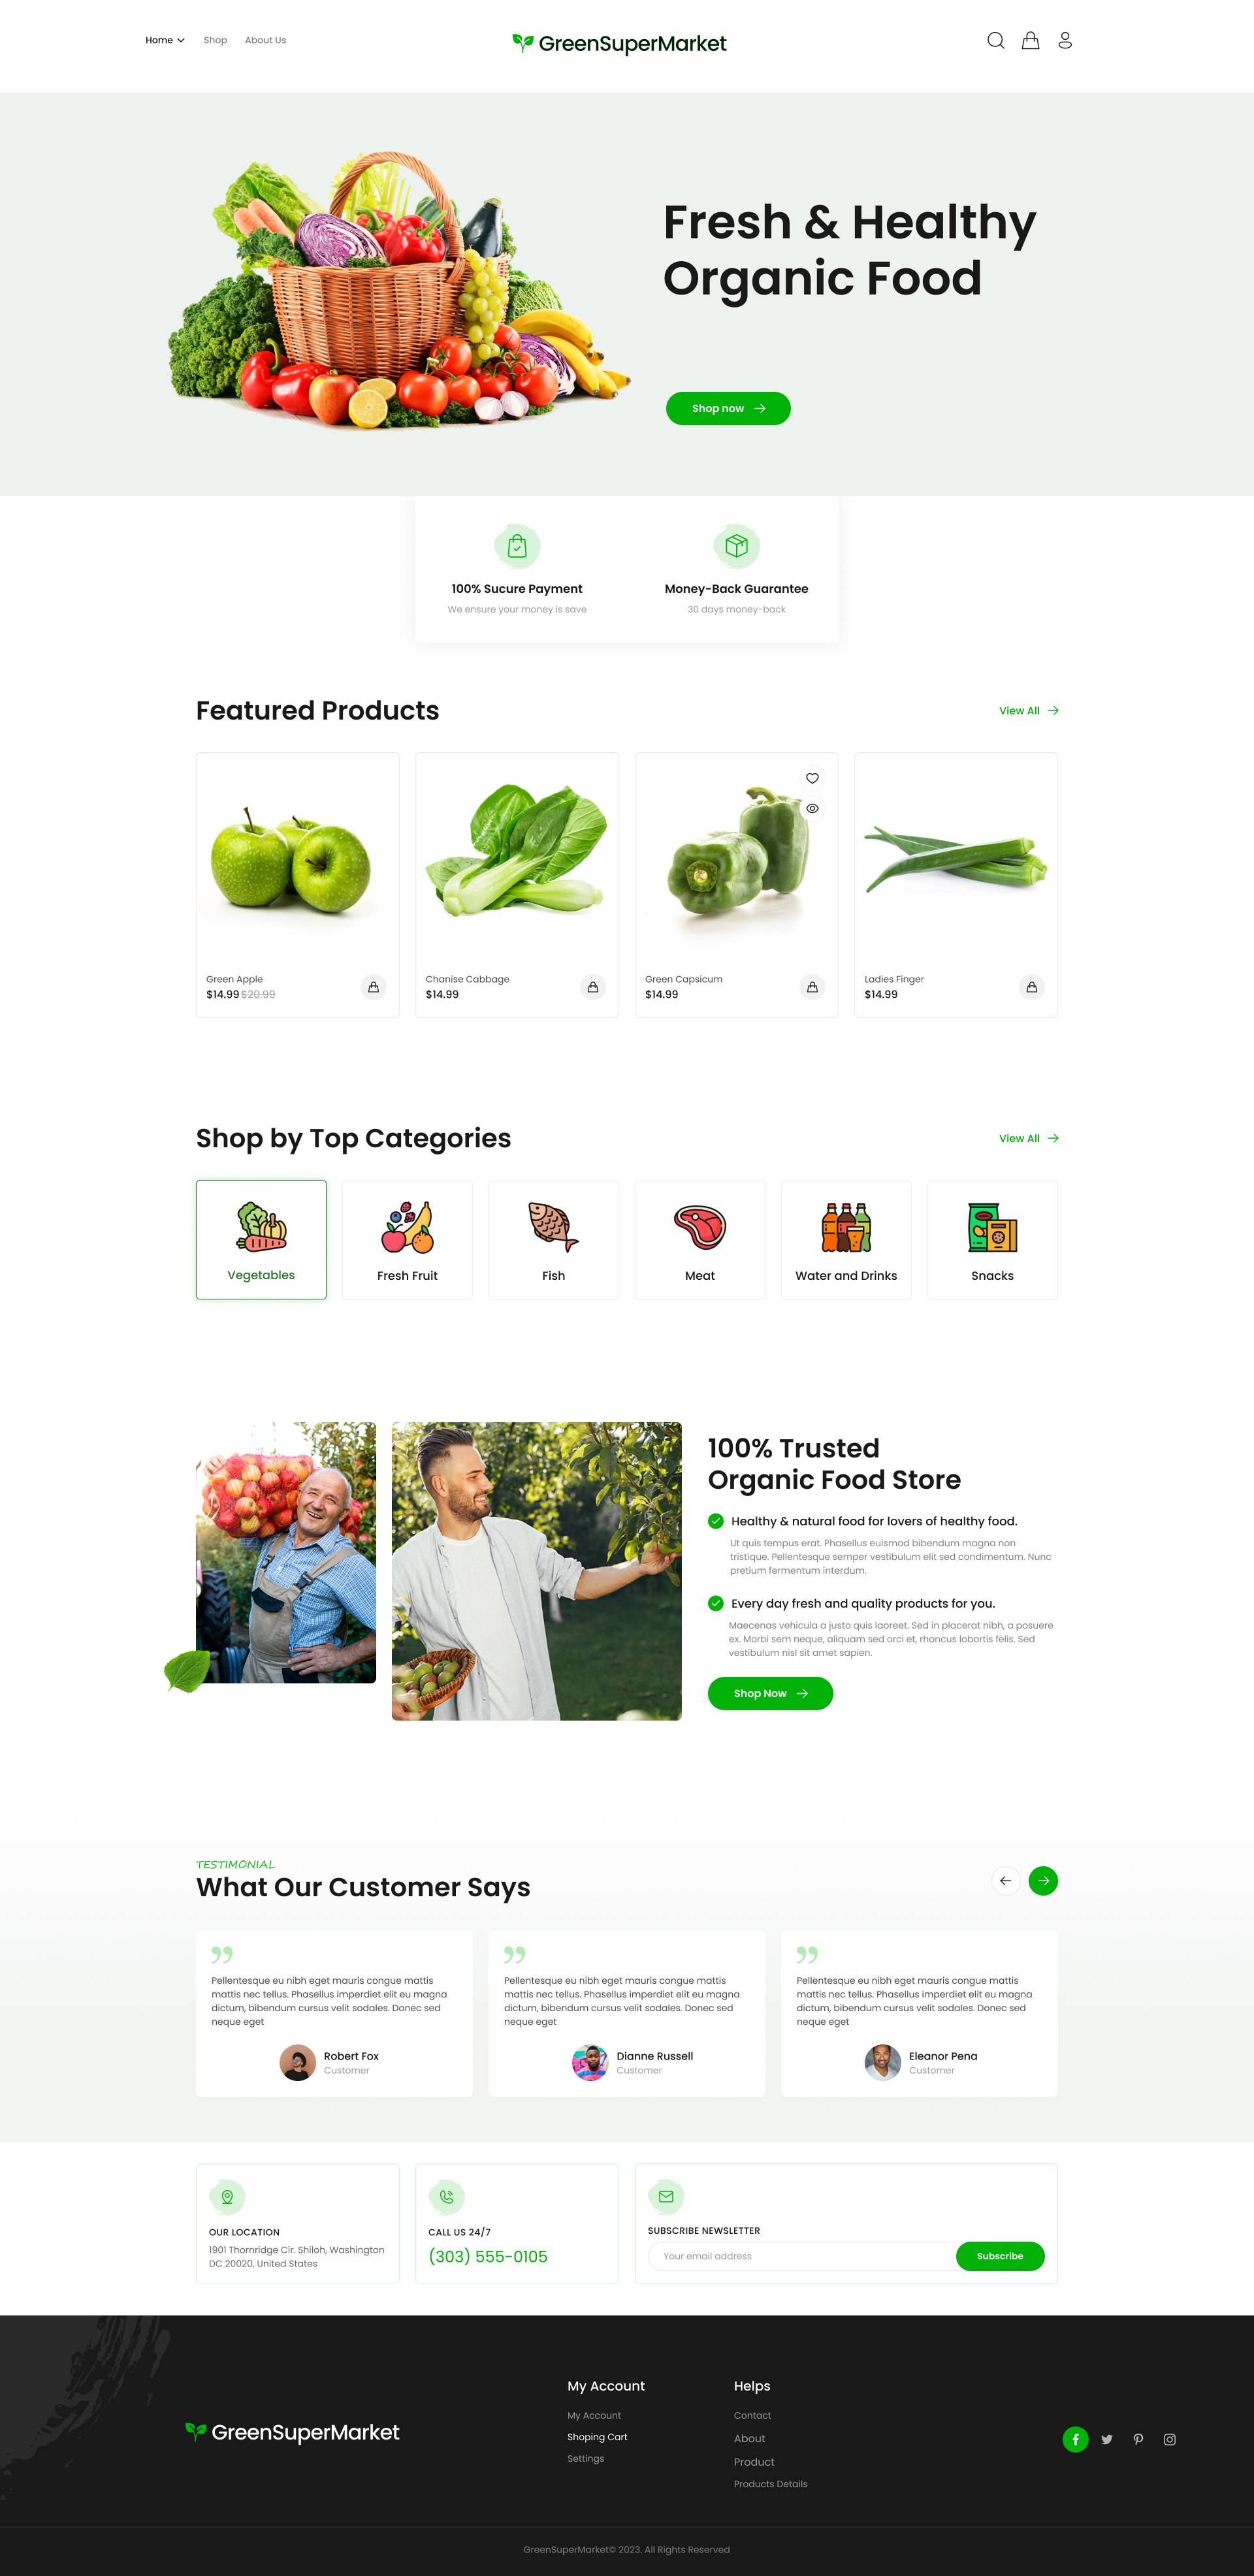 Home
Shop
About Us
GreenSuperMarket
Fresh & Healthy
Organic Food
Shop now
100% Sucure Payment
We ensure your money is save
Money-Back Guarantee
30 days money-back
Featured Products
View All
Green Apple
$14.99 $20.99
Chanise Cabbage
$14.99
Green Capsicum
$14.99
Ladies Finger
$14.99
Shop by Top Categories
View All
Vegetables
Fresh Fruit
Fish
Meat
Water and Drinks
Snacks
100% Trusted
Organic Food Store
Healthy & natural food for lovers of healthy food.
Ut quis tempus erat. Phasellus euismod bibendum magna non
tristique. Pellentesque semper vestibulum elit sed condimentum. Nunc
pretium fermentum interdum.
Every day fresh and quality products for you.
Maecenas vehicula a justo quis laoreet. Sed in placerat nibh, a posuere
ex. Morbi sem neque, aliquam sed orci et, rhoncus lobortis felis. Sed
vestibulum nisl sit amet sapien.
Shop Now
TESTIMONIAL
What Our Customer Says
Pellentesque eu nibh eget mauris congue mattis
mattis nec tellus. Phasellus imperdiet elit eu magna
dictum, bibendum cursus velit sodales. Donec sed
neque eget
Robert Fox
Customer
Pellentesque eu nibh eget mauris congue mattis
mattis nec tellus. Phasellus imperdiet elit eu magna
dictum, bibendum cursus velit sodales. Donec sed
neque eget
Dianne Russell
Customer
Pellentesque eu nibh eget mauris congue mattis
mattis nec tellus. Phasellus imperdiet elit eu magna
dictum, bibendum cursus velit sodales. Donec sed
neque eget
Eleanor Pena
Customer
OUR LOCATION
1901 Thornridge Cir. Shiloh, Washington
DC 20020, United States
CALL US 24/7
(303) 555-0105
SUBSCRIBE NEWSLETTER
Your email address
Subscribe
GreenSuperMarket
My Account
My Account
Shoping Cart
Settings
Helps
Contact
About
Product
Products Details
GreenSuperMarket© 2023. All Rights Reserved